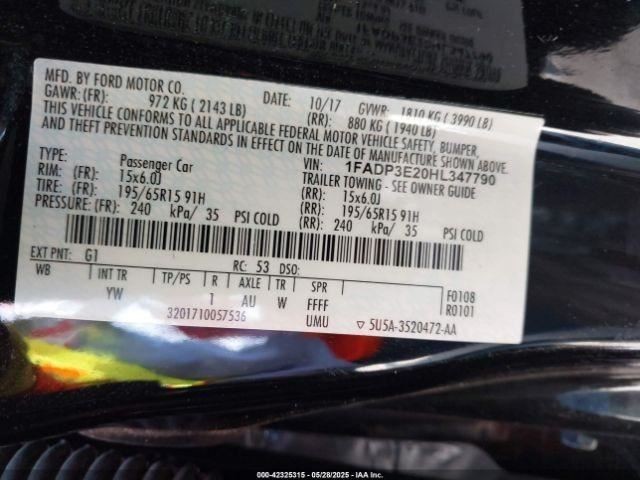 MFD. BY FORD MOTOR CO.
DATE: 10/17 GVWR: 1810 KG (3990 LB)
GAWR: (FR): 972 KG (2143 LB) (RR): 880 KG (1940 LB)
THIS VEHICLE CONFORMS TO ALL APPLICABLE FEDERAL MOTOR VEHICLE SAFETY, BUMPER,
AND THEFT PREVENTION STANDARDS IN EFFECT ON THE DATE OF MANUFACTURE SHOWN ABOVE.
VIN: 1FADP3E20HL347790
TYPE: Passenger Car TRAILER TOWING - SEE OWNER GUIDE
RIM: (FR): 15x6.0J (RR): 15x6.0J
TIRE: (FR): 195/65R15 91H (RR): 195/65R15 91H
PRESSURE: (FR): 240 kPa/ 35 PSI COLD (RR): 240 kPa/ 35 PSI COLD
EXT PNT: G1 RC: 53 DSO:
WB INT TR TP/PS R AXLE TR SPR
YW 1 AU W FFFF F0108
3201710057536 UMU R0101
▽ 5U5A-3520472-AA
000-42325315 - 05/28/2025 - IAA Inc.